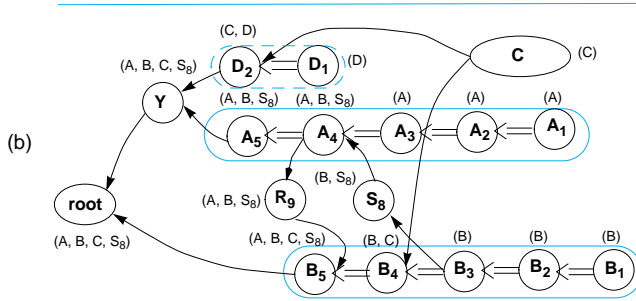 (C, D)
D2
D1
(D)
C
(C)
(A, B, C, S8)
Y
(A, B, S8)
(A, B, S8)
(A)
(A)
(A)
A5
A4
A3
A2
A1
(b)
root
(A, B, C, S8)
(A, B, S8)
R9
(B, S8)
S8
(A, B, C, S8)
(B, C)
(B)
(B)
(B)
B5
B4
B3
B2
B1